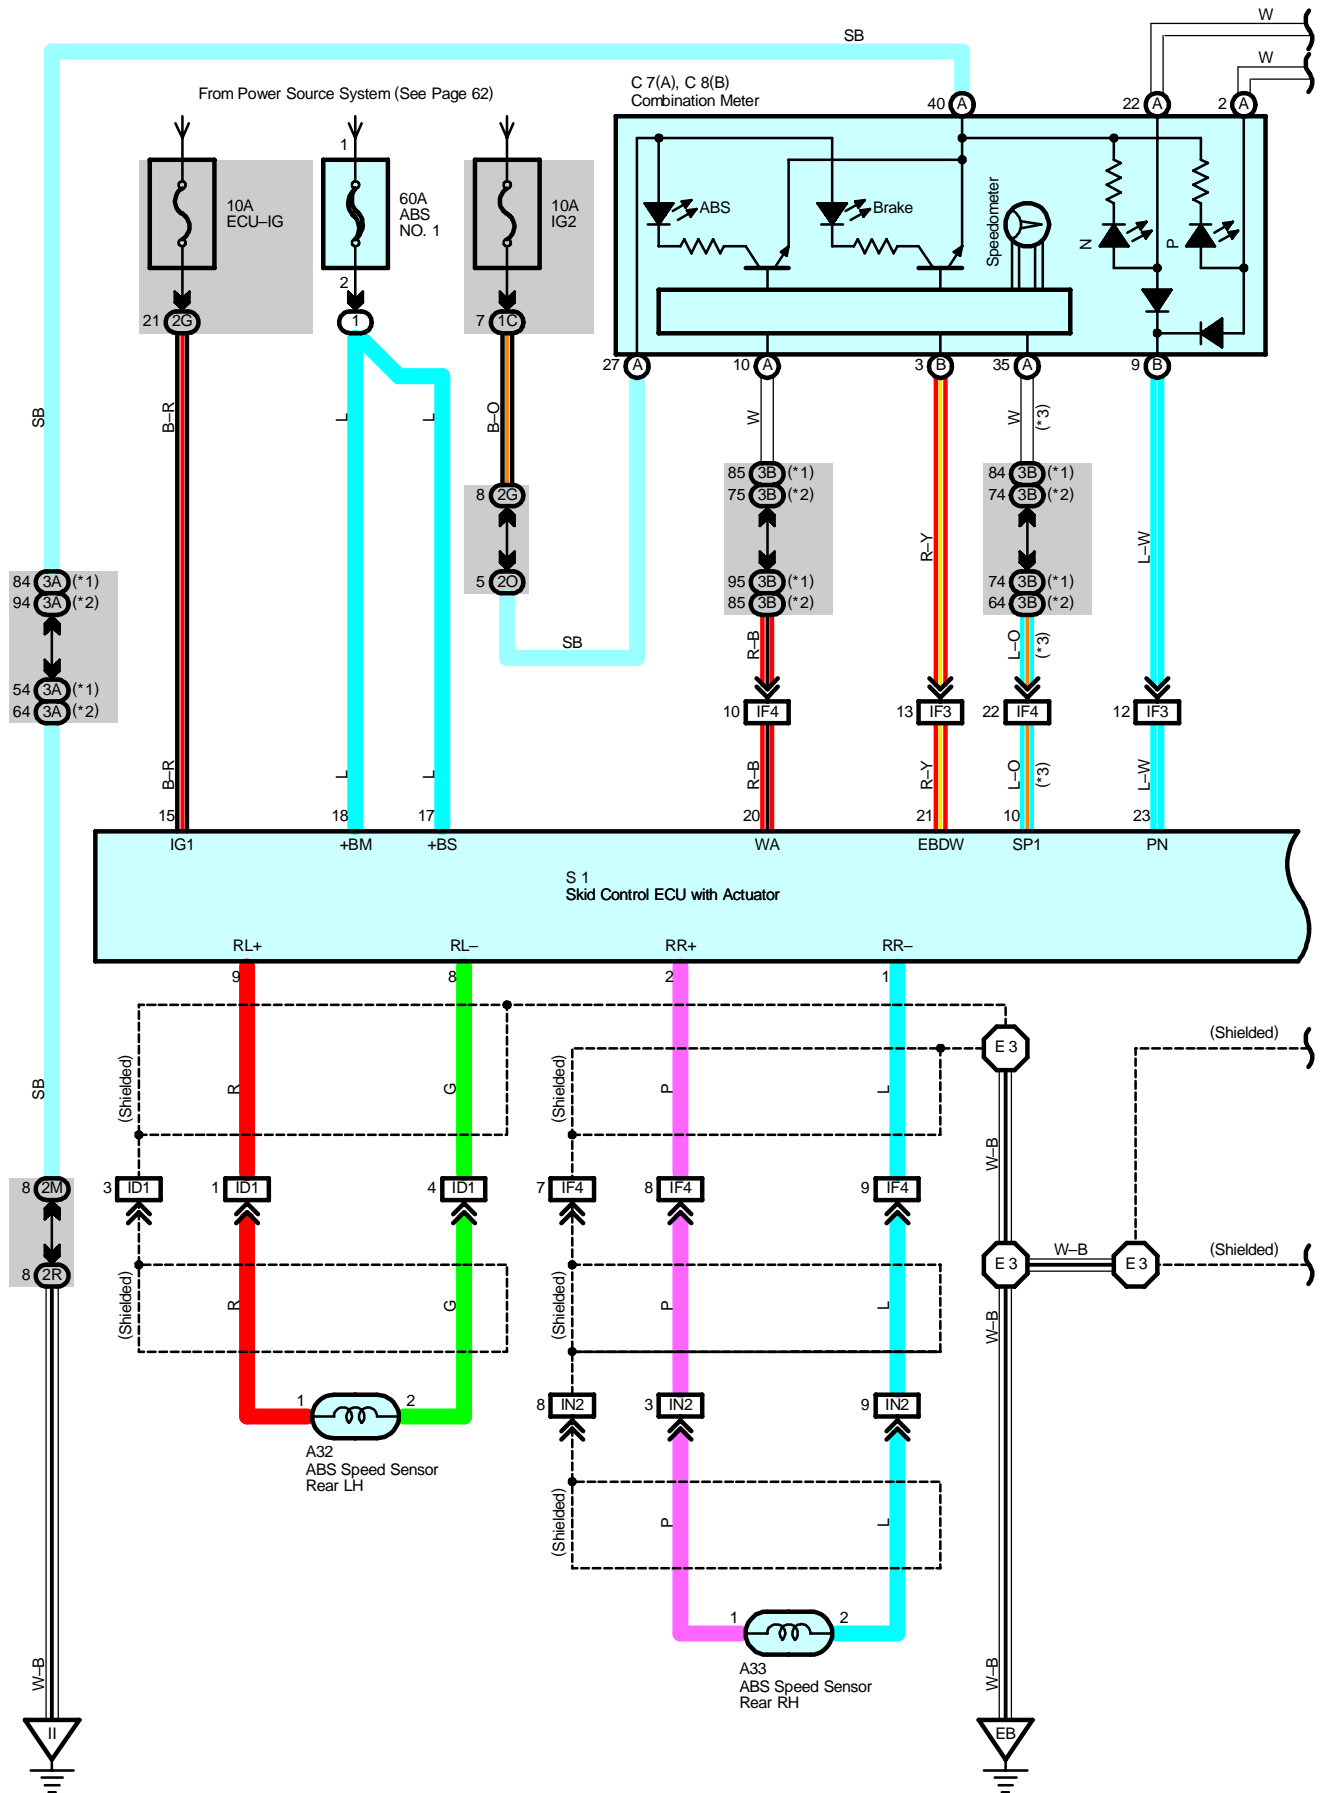 SB
W
W
From Power Source System (See Page 62)
C 7(A), C 8(B)
Combination Meter
40 A
22 A
2 A
1
10A
ECU–IG
60A
ABS
NO. 1
10A
IG2
ABS
Brake
Speedometer
N
P
2
21 2G
1
7 1C
27 A
10 A
3 B
35 A
9 B
SB
B–R
L
L
B–O
W
W
(*3)
85 3B (*1)
75 3B (*2)
84 3B (*1)
74 3B (*2)
8 2G
R–Y
L–W
84 3A (*1)
94 3A (*2)
5 2O
95 3B (*1)
85 3B (*2)
74 3B (*1)
64 3B (*2)
SB
R–B
L–O
(*3)
54 3A (*1)
64 3A (*2)
10 IF4
13 IF3
22 IF4
12 IF3
B–R
L
L
R–B
R–Y
L–O
(*3)
L–W
15
18
17
20
21
10
23
IG1
+BM
+BS
WA
EBDW
SP1
PN
S 1
Skid Control ECU with Actuator
RL+
RL–
RR+
RR–
9
8
2
1
E 3
(Shielded)
SB
(Shielded)
R
G
(Shielded)
P
L
W–B
8 2M
3 ID1
1 ID1
4 ID1
7 IF4
8 IF4
9 IF4
8 2R
E 3
W–B
E 3
(Shielded)
(Shielded)
R
G
(Shielded)
P
L
W–B
1
2
8 IN2
3 IN2
9 IN2
A32
ABS Speed Sensor
Rear LH
(Shielded)
P
L
1
2
W–B
A33
ABS Speed Sensor
Rear RH
W–B
II
EB